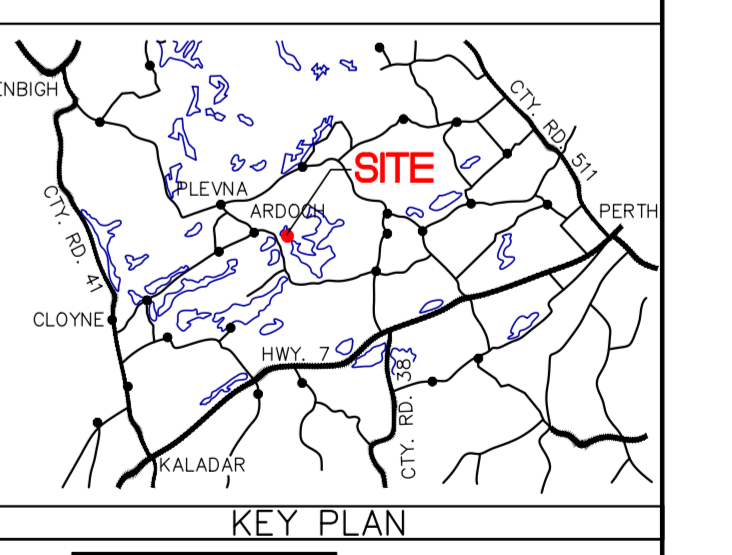 ENBIGH
CTY. RD. 511
SITE
PLEVNA
ARDOCH
PERTH
CTY. RD. 41
CLOYNE
HWY. 7
CTY. RD. 38
KALADAR
KEY PLAN